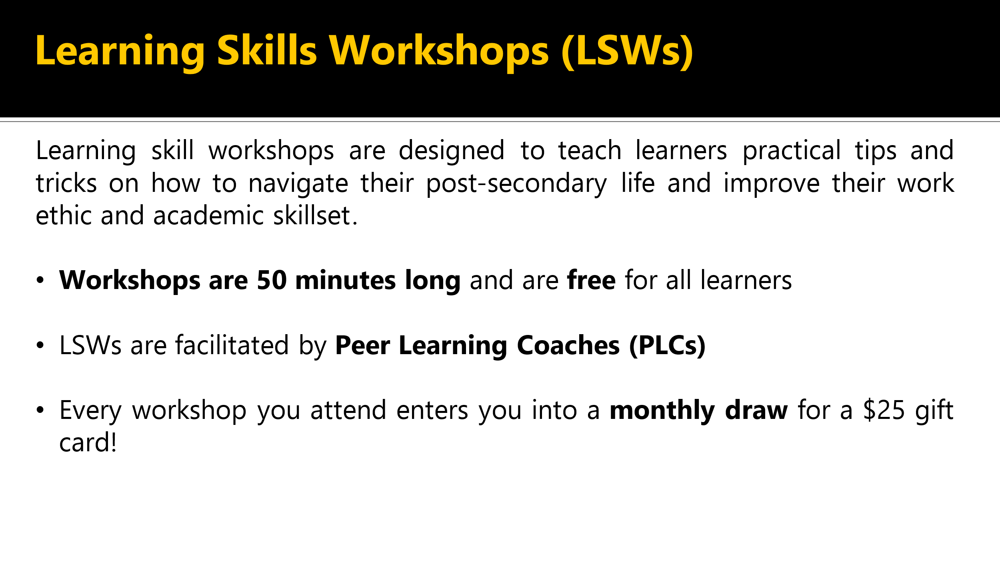 Learning Skills Workshops (LSWs)
Learning skill workshops are designed to teach learners practical tips and
tricks on how to navigate their post-secondary life and improve their work
ethic and academic skillset.
• Workshops are 50 minutes long and are free for all learners
• LSWs are facilitated by Peer Learning Coaches (PLCs)
• Every workshop you attend enters you into a monthly draw for a $25 gift
card!